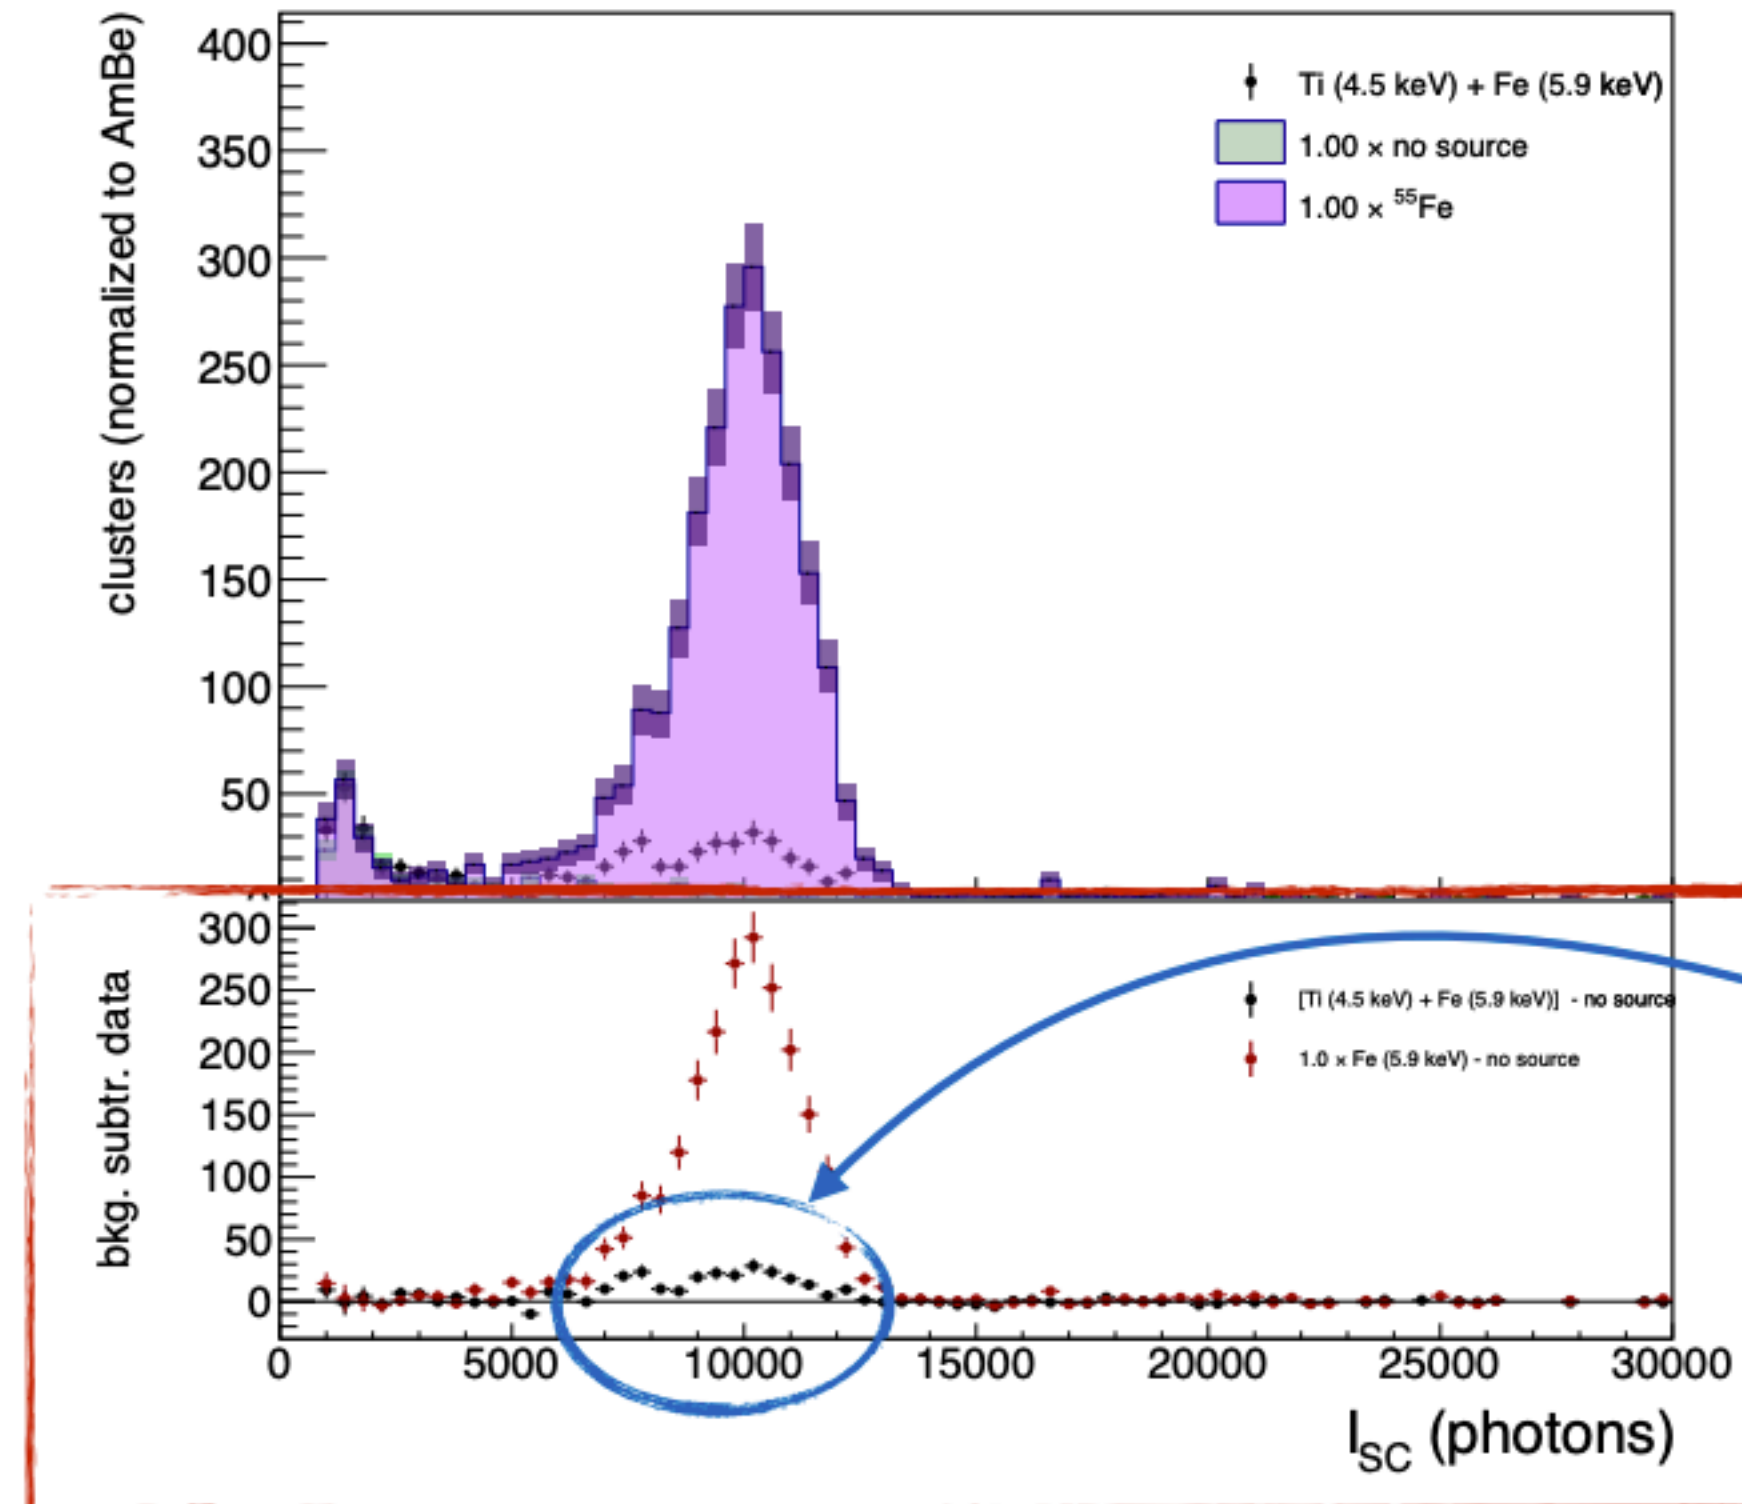 clusters (normalized to AmBe)
400
350
300
250
200
150
100
50
Ti (4.5 keV) + Fe (5.9 keV)
1.00 × no source
1.00 × ⁵⁵Fe
bkg. subtr. data
300
250
200
150
100
50
0
[Ti (4.5 keV) + Fe (5.9 keV)] - no source
1.0 × Fe (5.9 keV) - no source
0 5000 10000 15000 20000 25000 30000
I_SC (photons)